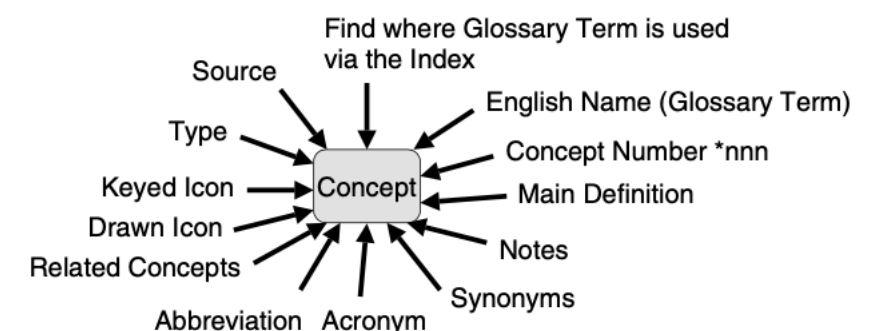 Find where Glossary Term is used
via the Index
Source
English Name (Glossary Term)
Type
Concept Number *nnn
Keyed Icon
Concept
Main Definition
Drawn Icon
Notes
Related Concepts
Synonyms
Abbreviation
Acronym